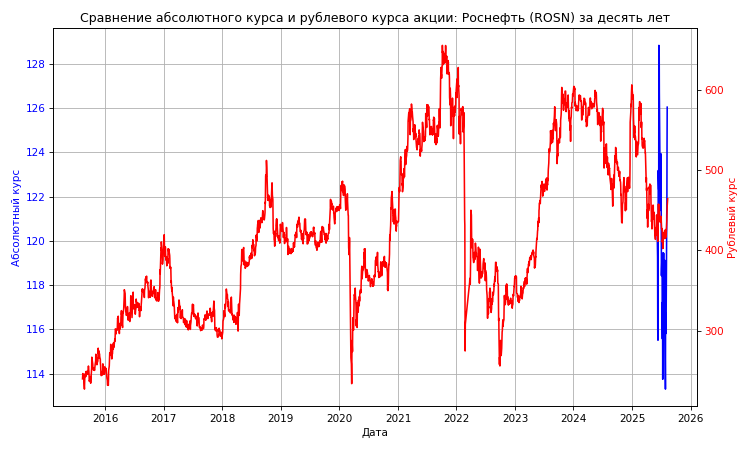 Сравнение абсолютного курса и рублевого курса акции: Роснефть (ROSN) за десять лет
Абсолютный курс
128
126
124
122
120
118
116
114
600
500
400
300
Рублевый курс
2016 2017 2018 2019 2020 2021 2022 2023 2024 2025 2026
Дата